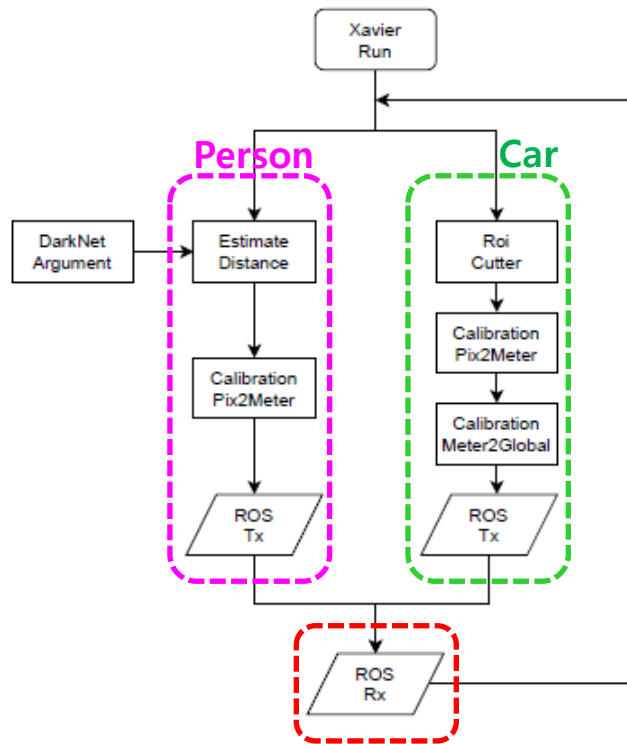 Xavier
Run
Person
Car
DarkNet
Argument
Estimate
Distance
Roi
Cutter
Calibration
Pix2Meter
Calibration
Pix2Meter
Calibration
Meter2Global
ROS
Tx
ROS
Tx
ROS
Rx